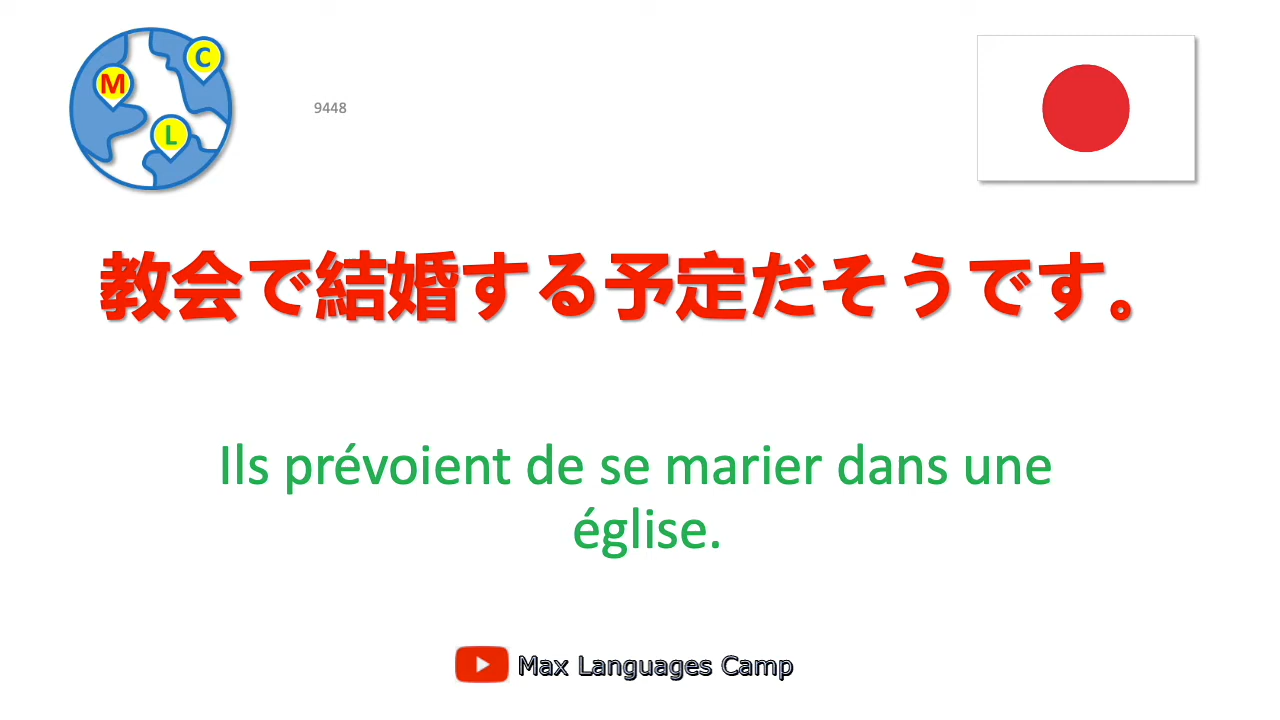 M
C
L
9448
教会で結婚する予定だそうです。
Ils prévoient de se marier dans une
église.
Max Languages Camp